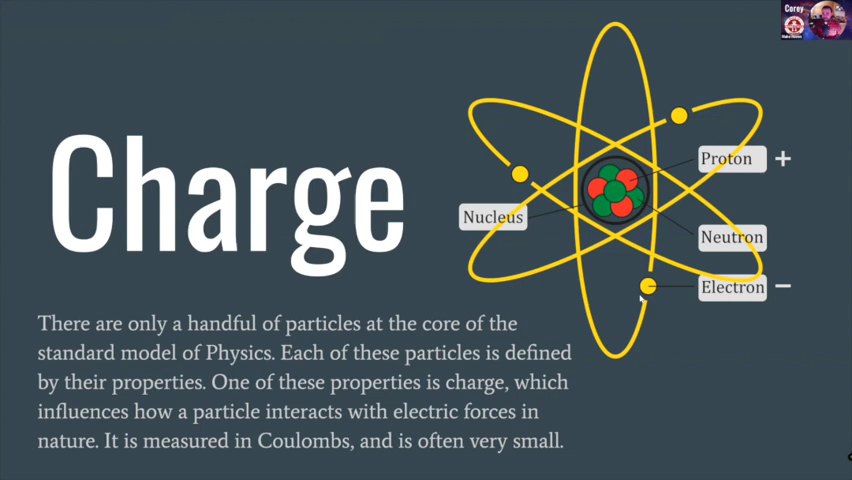 Corey
Charge
Proton +
Nucleus
Neutron
Electron −
There are only a handful of particles at the core of the
standard model of Physics. Each of these particles is defined
by their properties. One of these properties is charge, which
influences how a particle interacts with electric forces in
nature. It is measured in Coulombs, and is often very small.